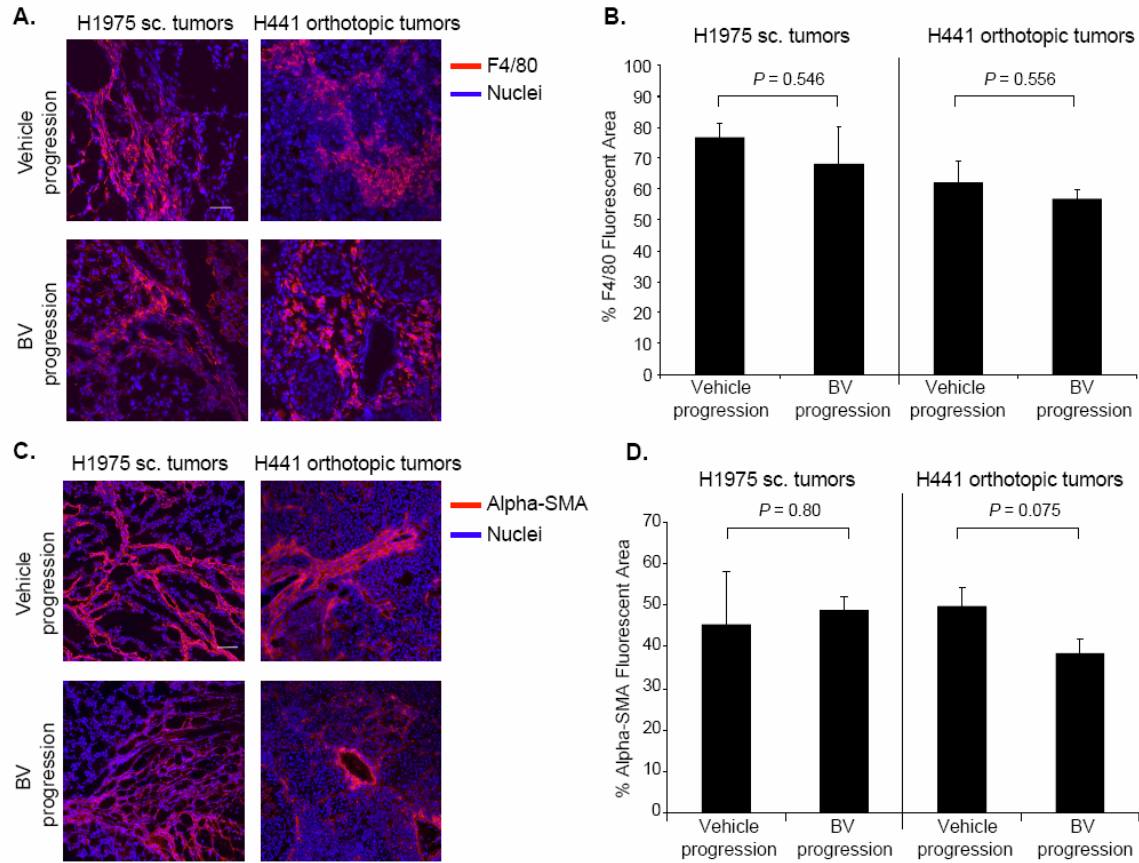 A.
H1975 sc. tumors
H441 orthotopic tumors
F4/80
Nuclei
Vehicle
progression
BV
progression
B.
H1975 sc. tumors
H441 orthotopic tumors
P = 0.546
P = 0.556
% F4/80 Fluorescent Area
100
90
80
70
60
50
40
30
20
10
0
Vehicle
progression
BV
progression
Vehicle
progression
BV
progression
C.
H1975 sc. tumors
H441 orthotopic tumors
Alpha-SMA
Nuclei
Vehicle
progression
BV
progression
D.
H1975 sc. tumors
H441 orthotopic tumors
P = 0.80
P = 0.075
% Alpha-SMA Fluorescent Area
70
60
50
40
30
20
10
0
Vehicle
progression
BV
progression
Vehicle
progression
BV
progression